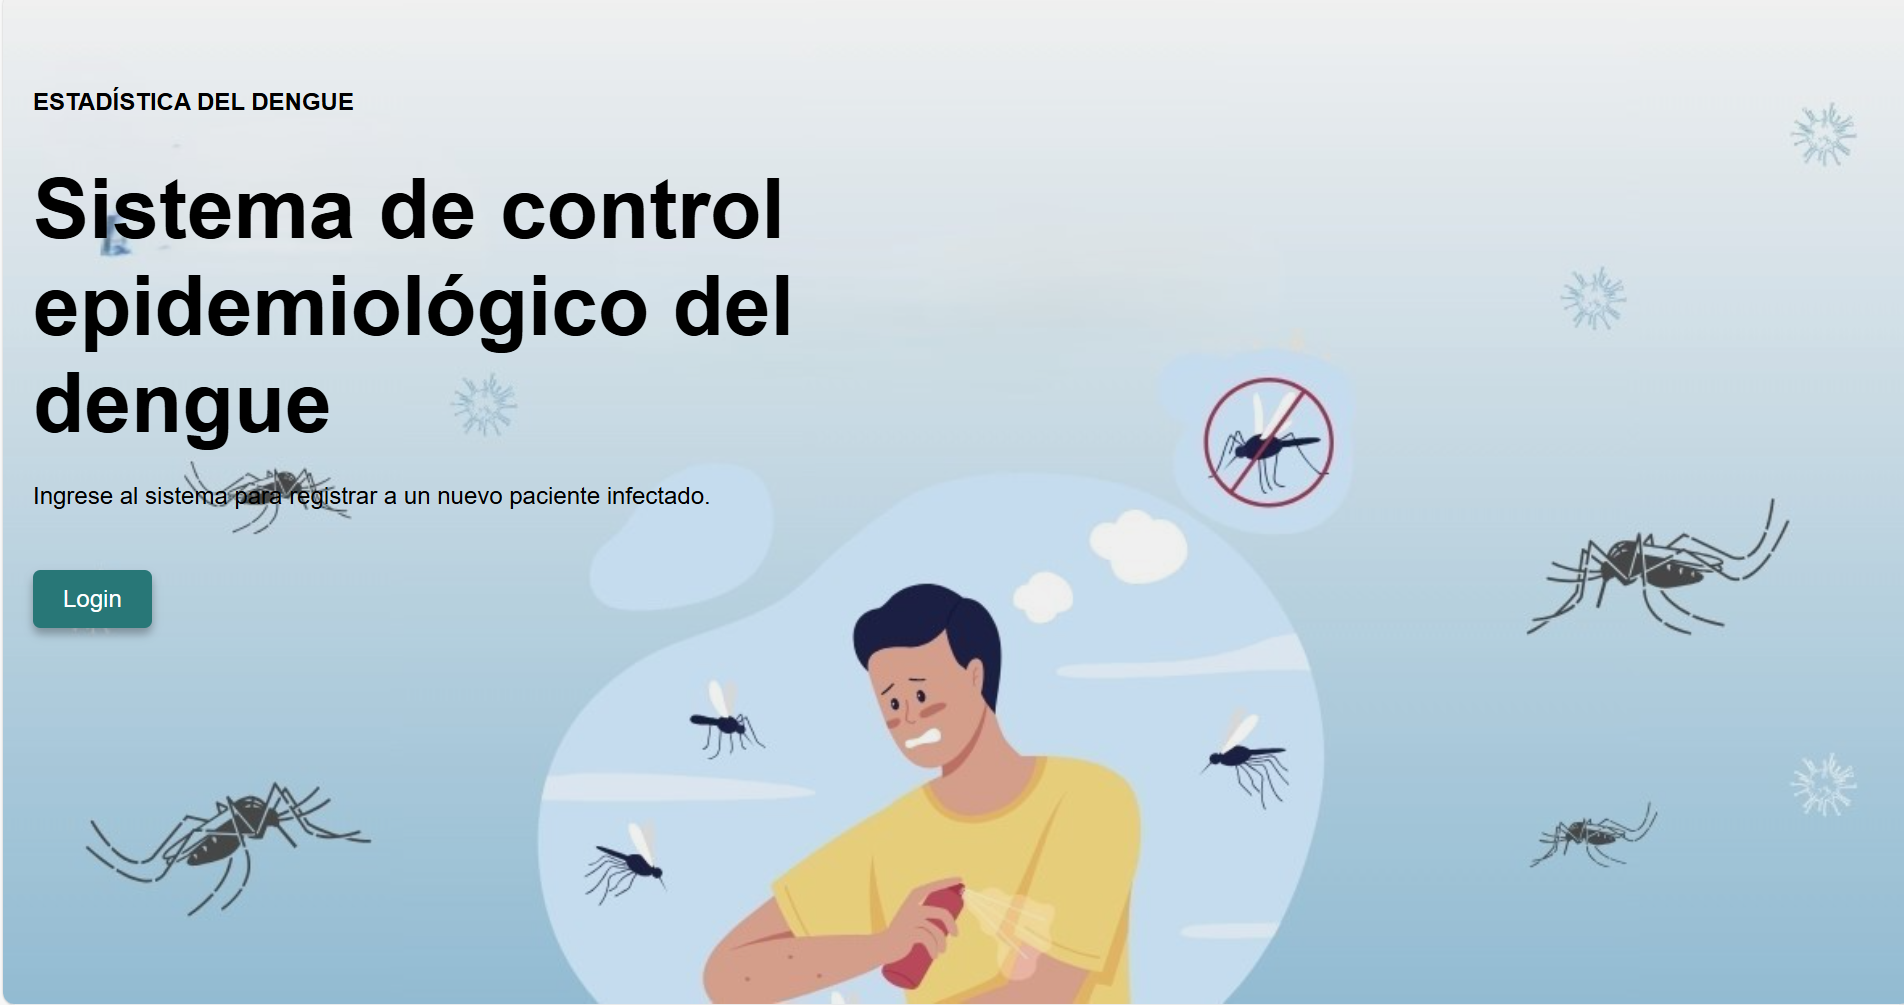 ESTADÍSTICA DEL DENGUE
Sistema de control
epidemiológico del
dengue
Ingrese al sistema para registrar a un nuevo paciente infectado.
Login